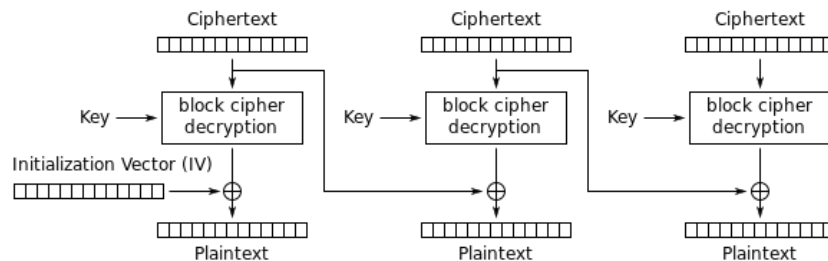 Ciphertext Ciphertext Ciphertext
Key block cipher decryption Key block cipher decryption Key block cipher decryption
Initialization Vector (IV)
Plaintext Plaintext Plaintext